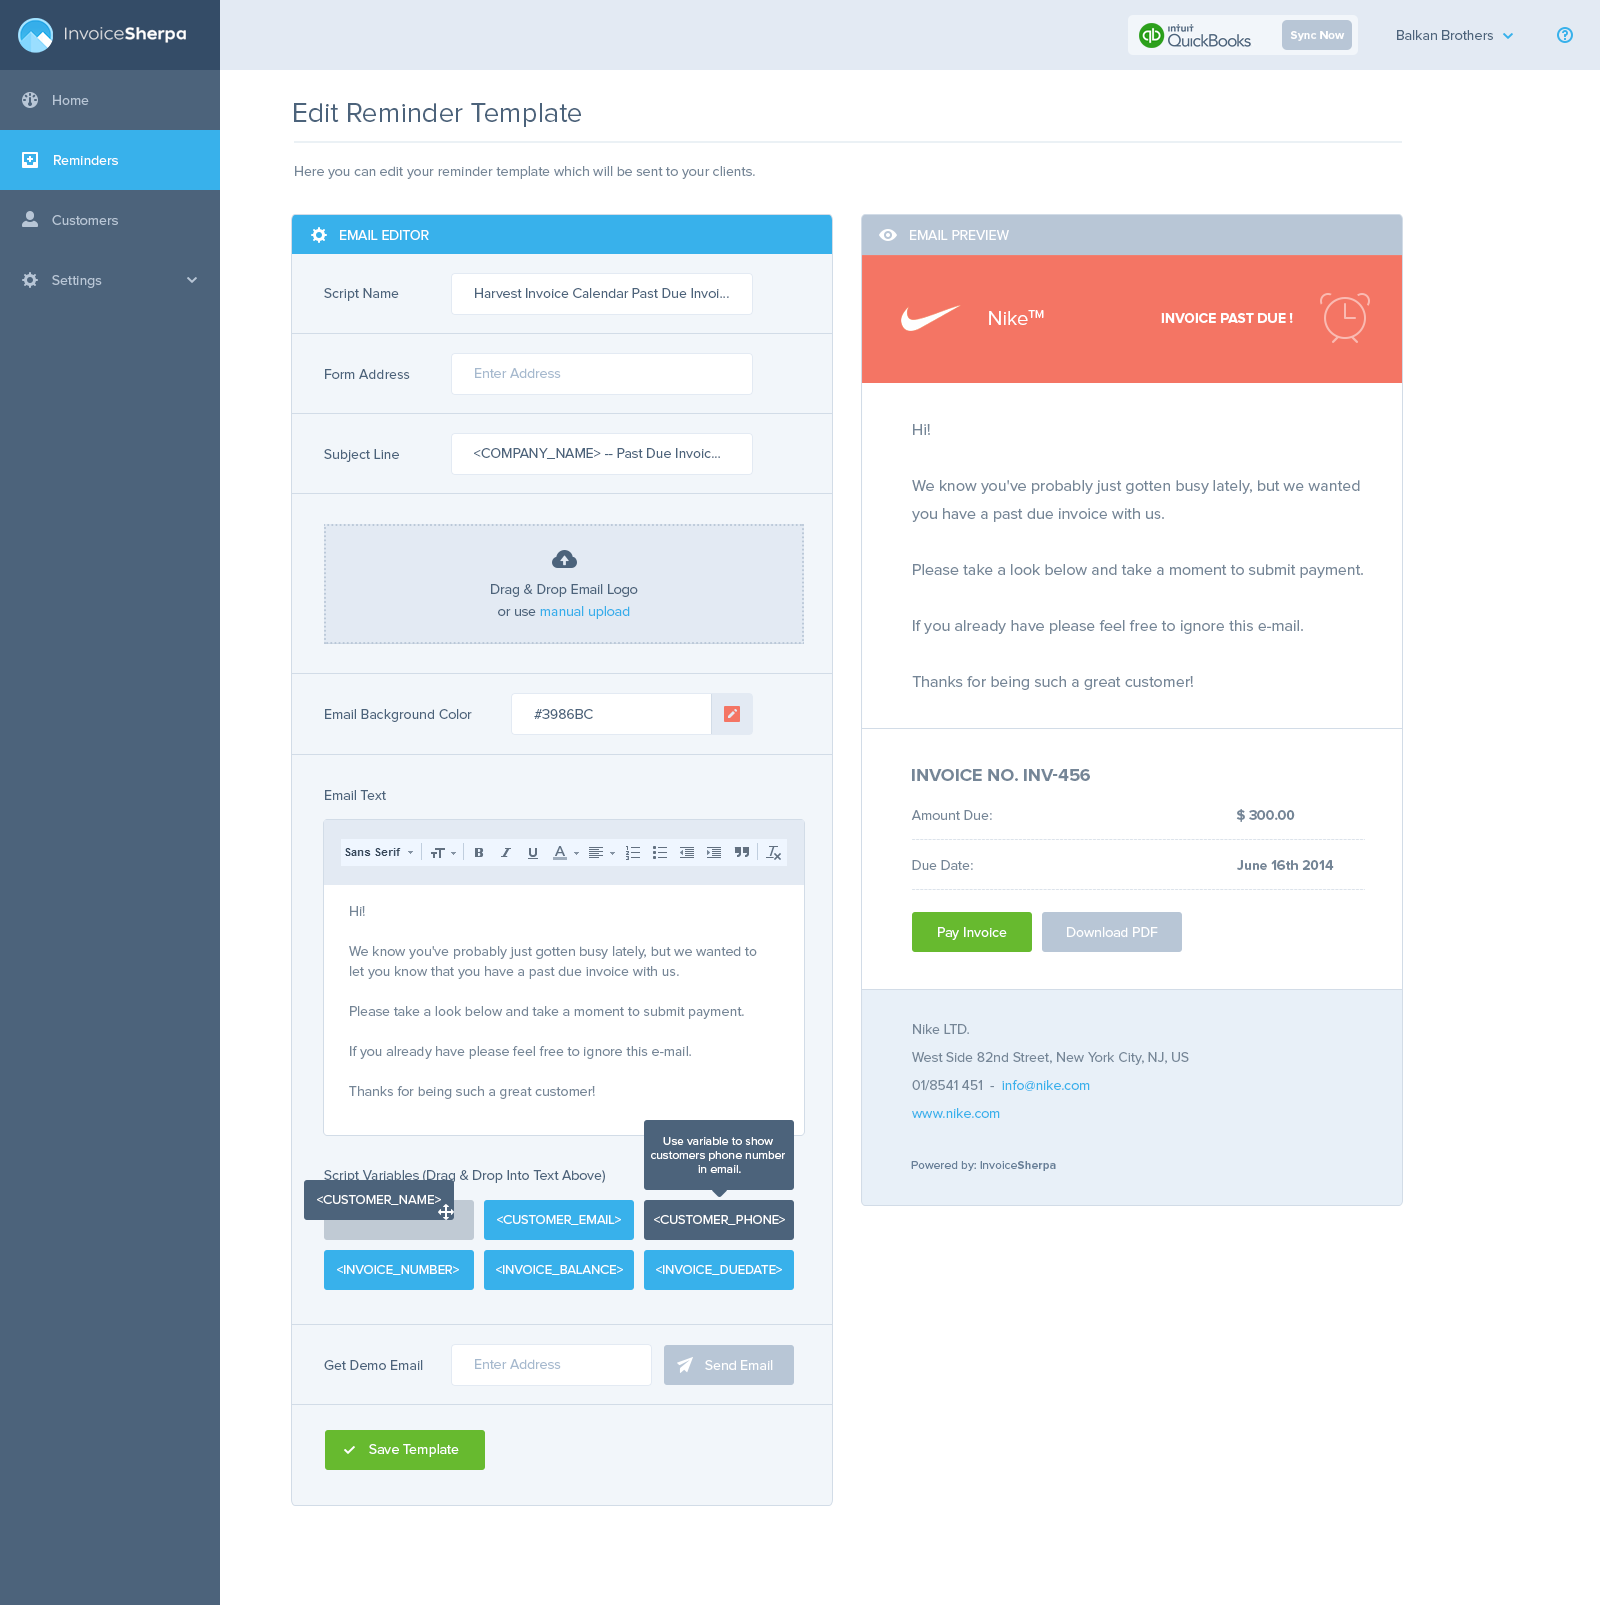 InvoiceSherpa
intuit
QuickBooks
Sync Now
Balkan Brothers
Home
Reminders
Customers
Settings
Edit Reminder Template
Here you can edit your reminder template which will be sent to your clients.
EMAIL EDITOR
Script Name
Harvest Invoice Calendar Past Due Invoi...
Form Address
Enter Address
Subject Line
<COMPANY_NAME> -- Past Due Invoic...
Drag & Drop Email Logo
or use manual upload
Email Background Color
#3986BC
Email Text
Sans Serif
Hi!
We know you've probably just gotten busy lately, but we wanted to
let you know that you have a past due invoice with us.
Please take a look below and take a moment to submit payment.
If you already have please feel free to ignore this e-mail.
Thanks for being such a great customer!
Use variable to show
customers phone number
in email.
Script Variables (Drag & Drop Into Text Above)
<CUSTOMER_NAME>
<CUSTOMER_EMAIL>
<CUSTOMER_PHONE>
<INVOICE_NUMBER>
<INVOICE_BALANCE>
<INVOICE_DUEDATE>
Get Demo Email
Enter Address
Send Email
Save Template
EMAIL PREVIEW
Nike™
INVOICE PAST DUE !
Hi!
We know you've probably just gotten busy lately, but we wanted
you have a past due invoice with us.
Please take a look below and take a moment to submit payment.
If you already have please feel free to ignore this e-mail.
Thanks for being such a great customer!
INVOICE NO. INV-456
Amount Due:
$ 300.00
Due Date:
June 16th 2014
Pay Invoice
Download PDF
Nike LTD.
West Side 82nd Street, New York City, NJ, US
01/8541 451 - info@nike.com
www.nike.com
Powered by: InvoiceSherpa